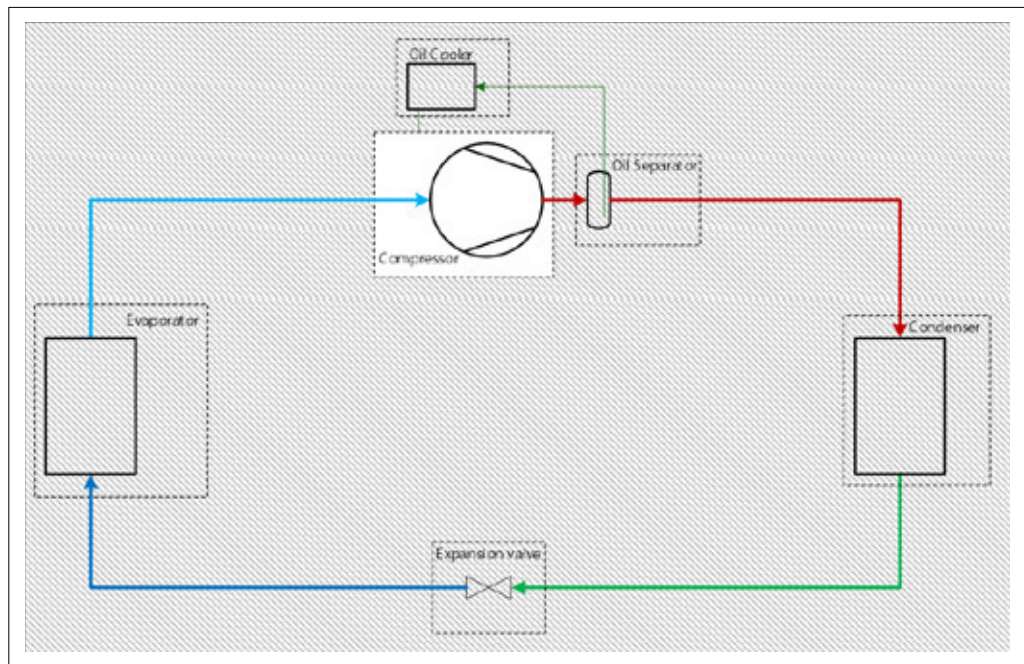 Oil Cooler
Oil Separator
Compressor
Evaporator
Condenser
Expansion valve